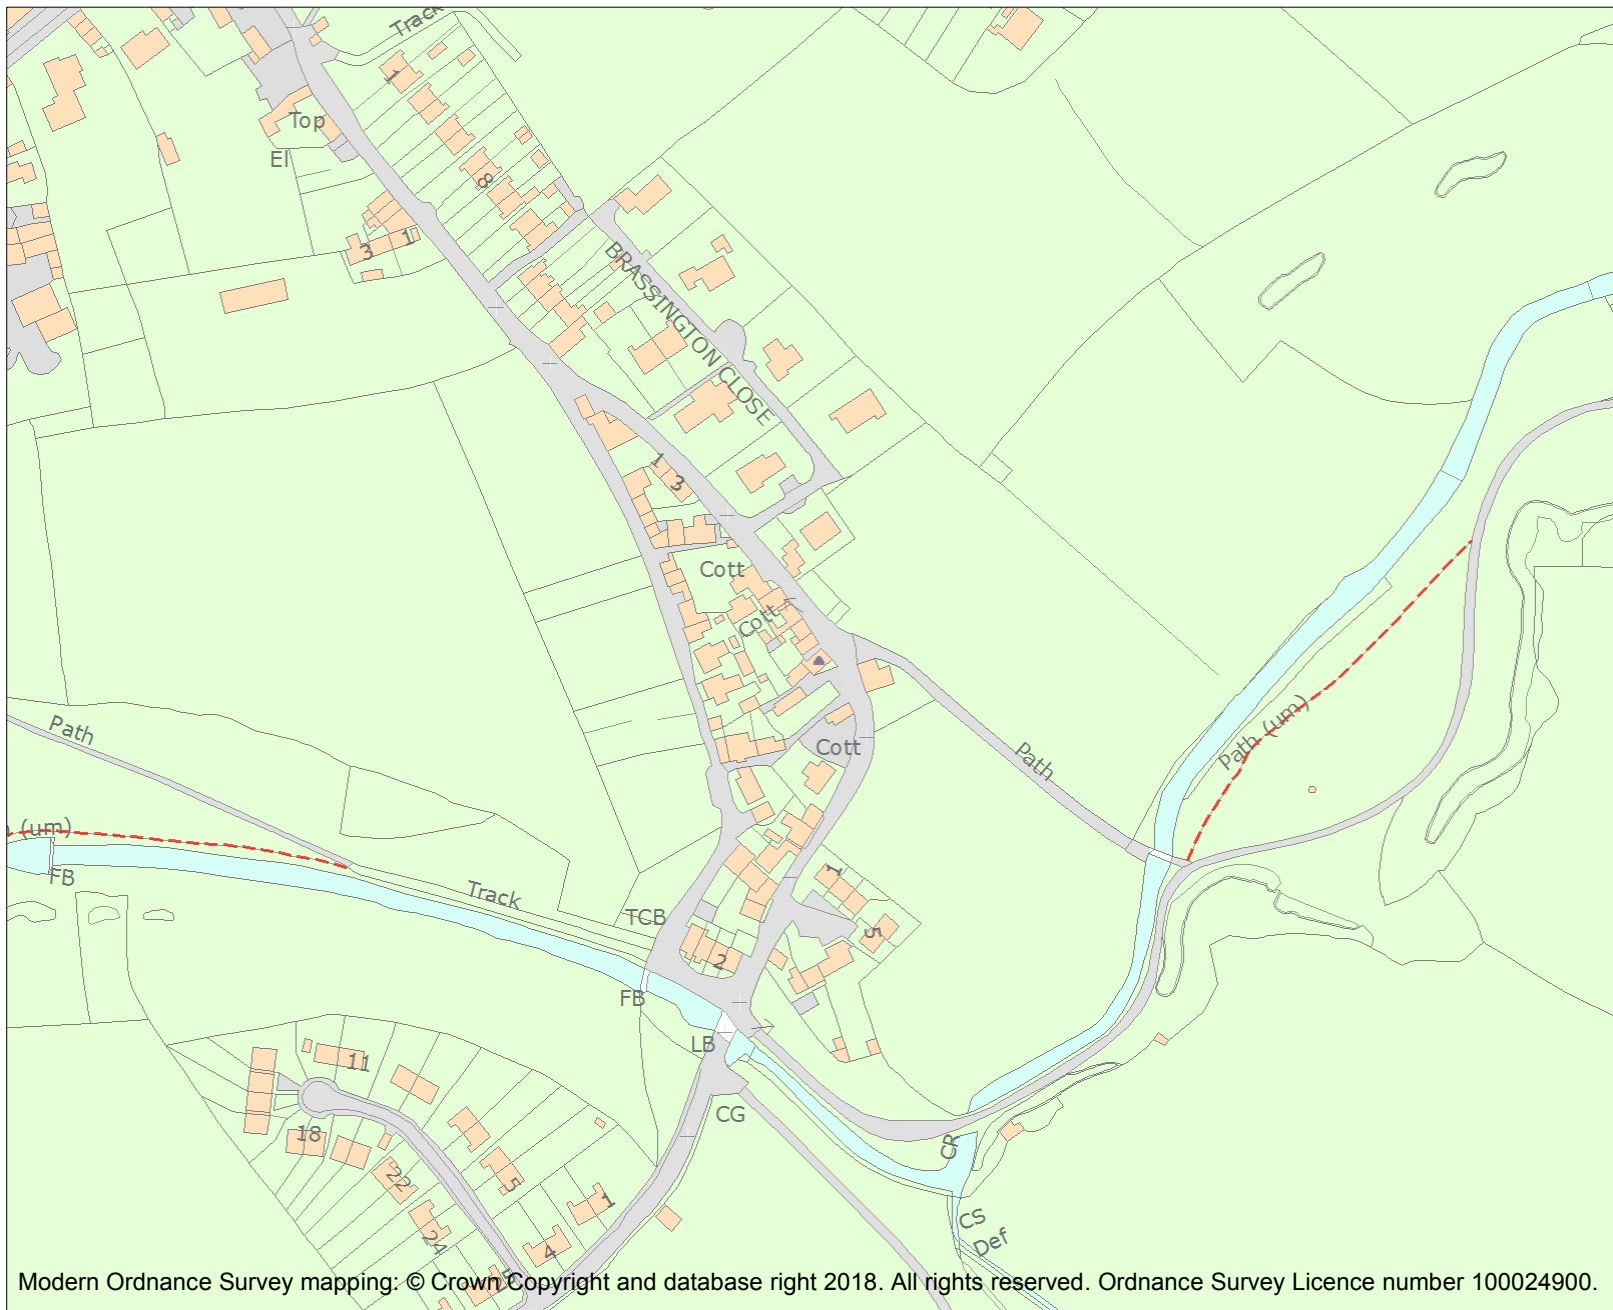 Track
1
Top
El
8
3
1
BRASSINGTON CLOSE
1
3
Cott
Cott
Path
Path
Path (um)
Cott
(um)
FB
Track
TCB
1
5
2
FB
LB
11
CG
18
CR
22
5
1
24
4
CS
Def
Modern Ordnance Survey mapping: © Crown Copyright and database right 2018. All rights reserved. Ordnance Survey Licence number 100024900.